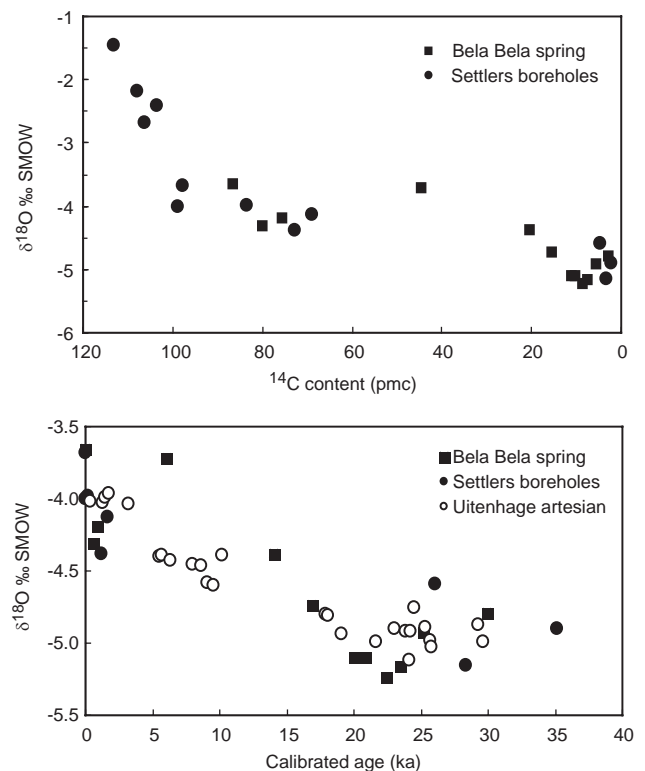 -1
-2
-3
-4
-5
-6
δ18O ‰ SMOW
Bela Bela spring
Settlers boreholes
120 100 80 60 40 20 0
14C content (pmc)
-3.5
-4.0
-4.5
-5.0
-5.5
δ18O ‰ SMOW
Bela Bela spring
Settlers boreholes
Uitenhage artesian
0 5 10 15 20 25 30 35 40
Calibrated age (ka)